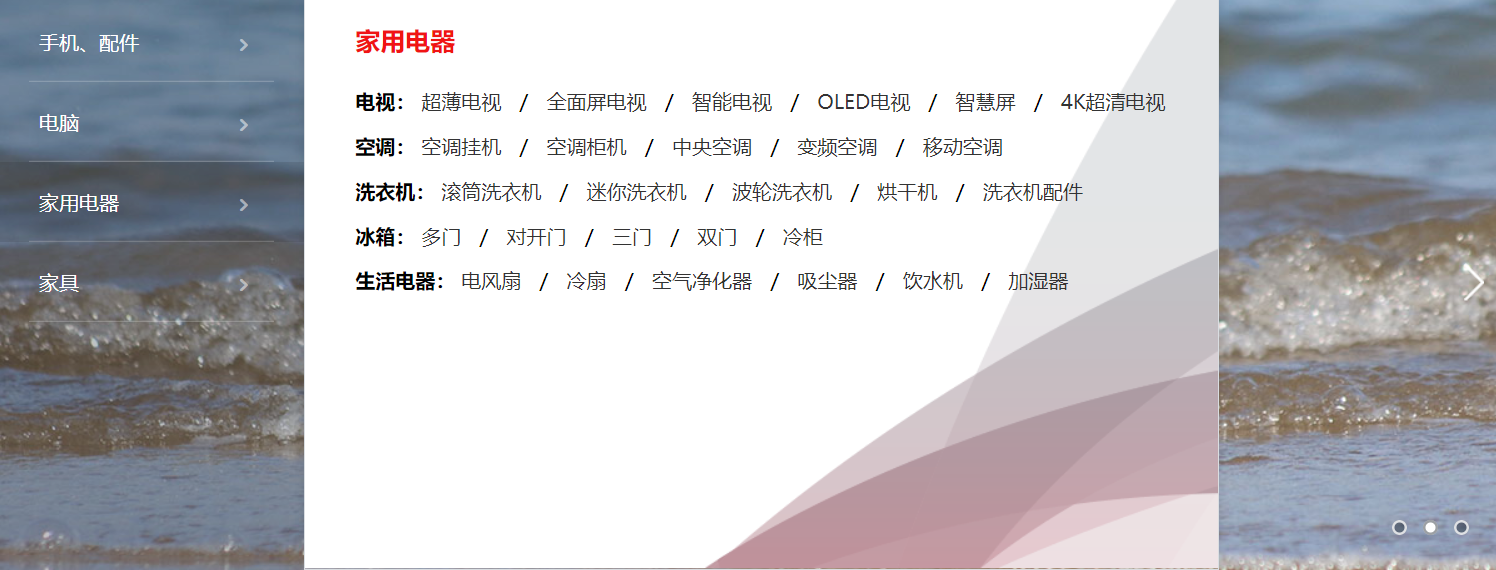 手机、配件
电脑
家用电器
家具
家用电器
电视： 超薄电视 / 全面屏电视 / 智能电视 / OLED电视 / 智慧屏 / 4K超清电视
空调： 空调挂机 / 空调柜机 / 中央空调 / 变频空调 / 移动空调
洗衣机： 滚筒洗衣机 / 迷你洗衣机 / 波轮洗衣机 / 烘干机 / 洗衣机配件
冰箱： 多门 / 对开门 / 三门 / 双门 / 冷柜
生活电器： 电风扇 / 冷扇 / 空气净化器 / 吸尘器 / 饮水机 / 加湿器